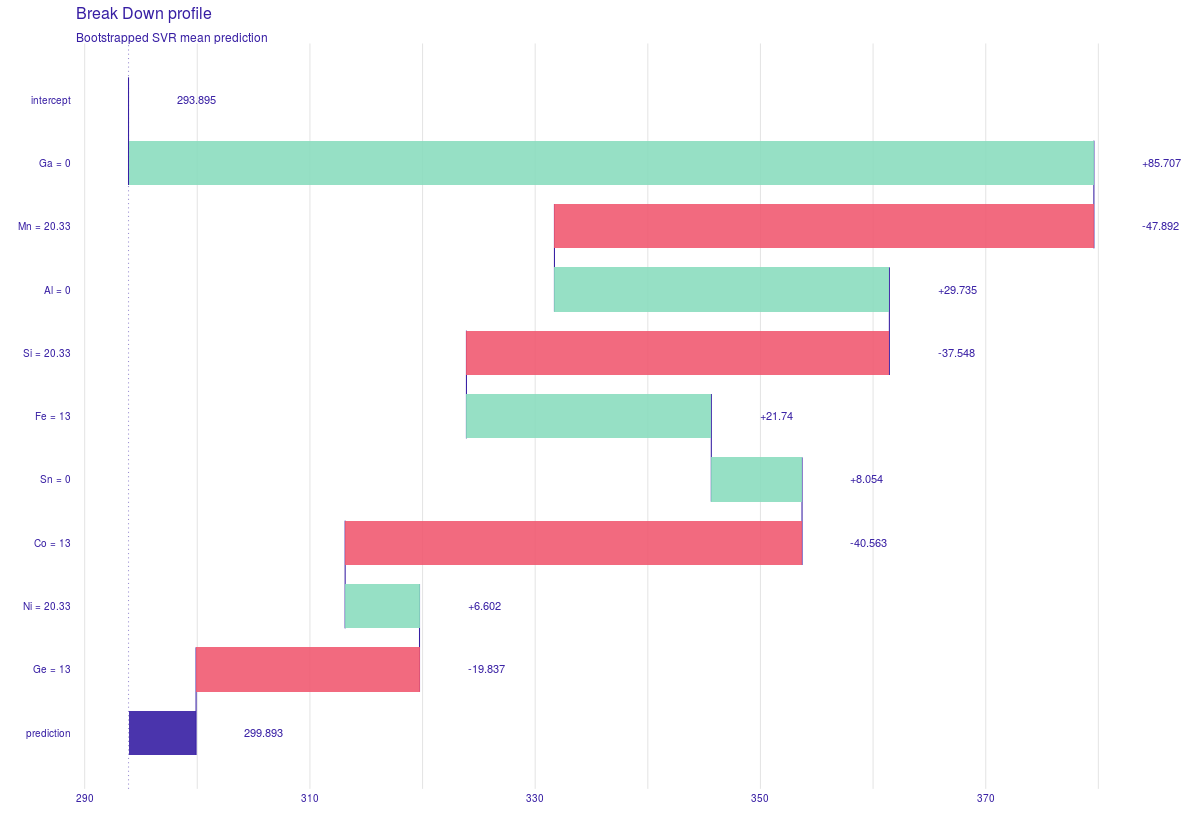 Break Down profile
Bootstrapped SVR mean prediction
intercept 293.895
Ga = 0 +85.707
Mn = 20.33 -47.892
Al = 0 +29.735
Si = 20.33 -37.548
Fe = 13 +21.74
Sn = 0 +8.054
Co = 13 -40.563
Ni = 20.33 +6.602
Ge = 13 -19.837
prediction 299.893
290 310 330 350 370